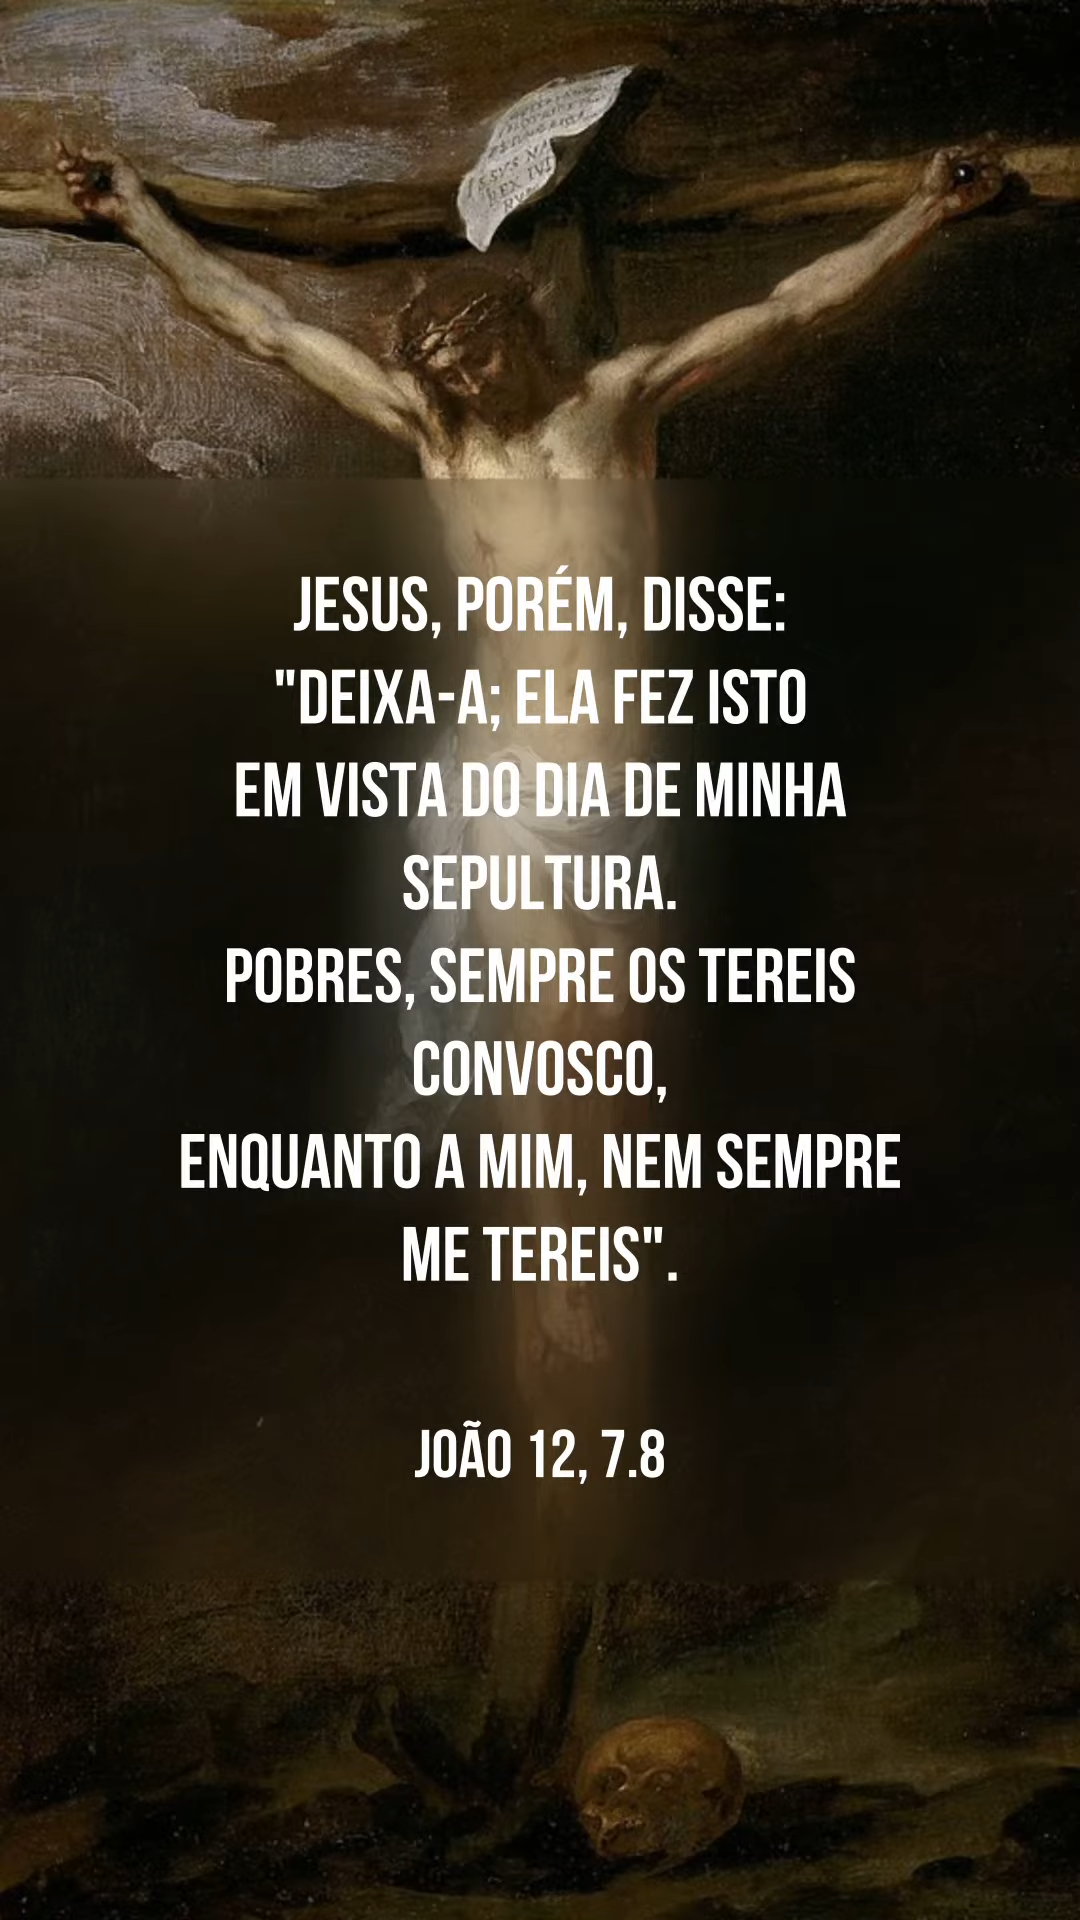 JESUS, PORÉM, DISSE:
"DEIXA-A; ELA FEZ ISTO
EM VISTA DO DIA DE MINHA
SEPULTURA.
POBRES, SEMPRE OS TEREIS
CONVOSCO,
ENQUANTO A MIM, NEM SEMPRE
ME TEREIS".
JOÃO 12, 7.8